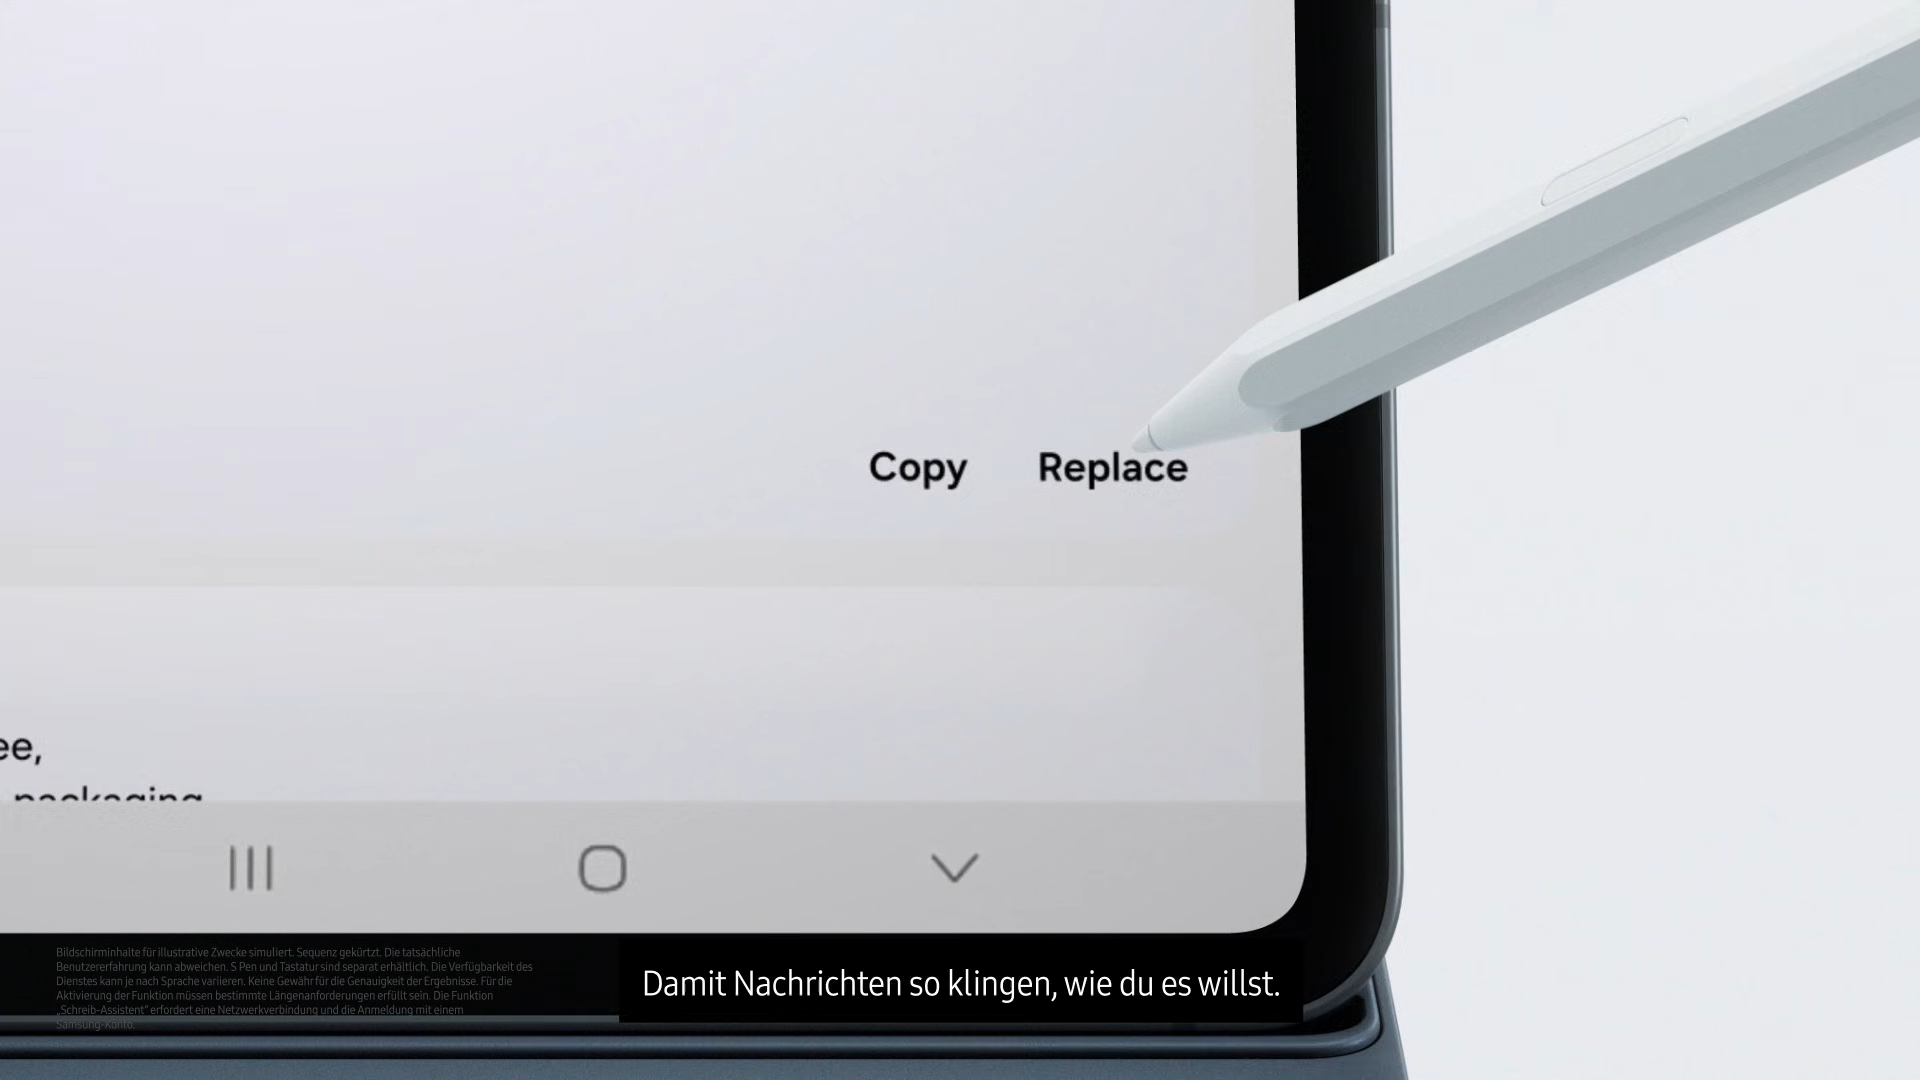 Copy Replace
ee,
packaging
Bildschirminhalte für illustrative Zwecke simuliert. Sequenz gekürzt. Die tatsächliche
Benutzererfahrung kann abweichen. S Pen und Tastatur sind separat erhältlich. Die Verfügbarkeit des
Dienstes kann je nach Sprache variieren. Keine Gewähr für die Genauigkeit der Ergebnisse. Für die
Aktivierung der Funktion müssen bestimmte Längenanforderungen erfüllt sein. Die Funktion
„Schreib-Assistent“ erfordert eine Netzwerkverbindung und die Anmeldung mit einem
Samsung-Konto.
Damit Nachrichten so klingen, wie du es willst.